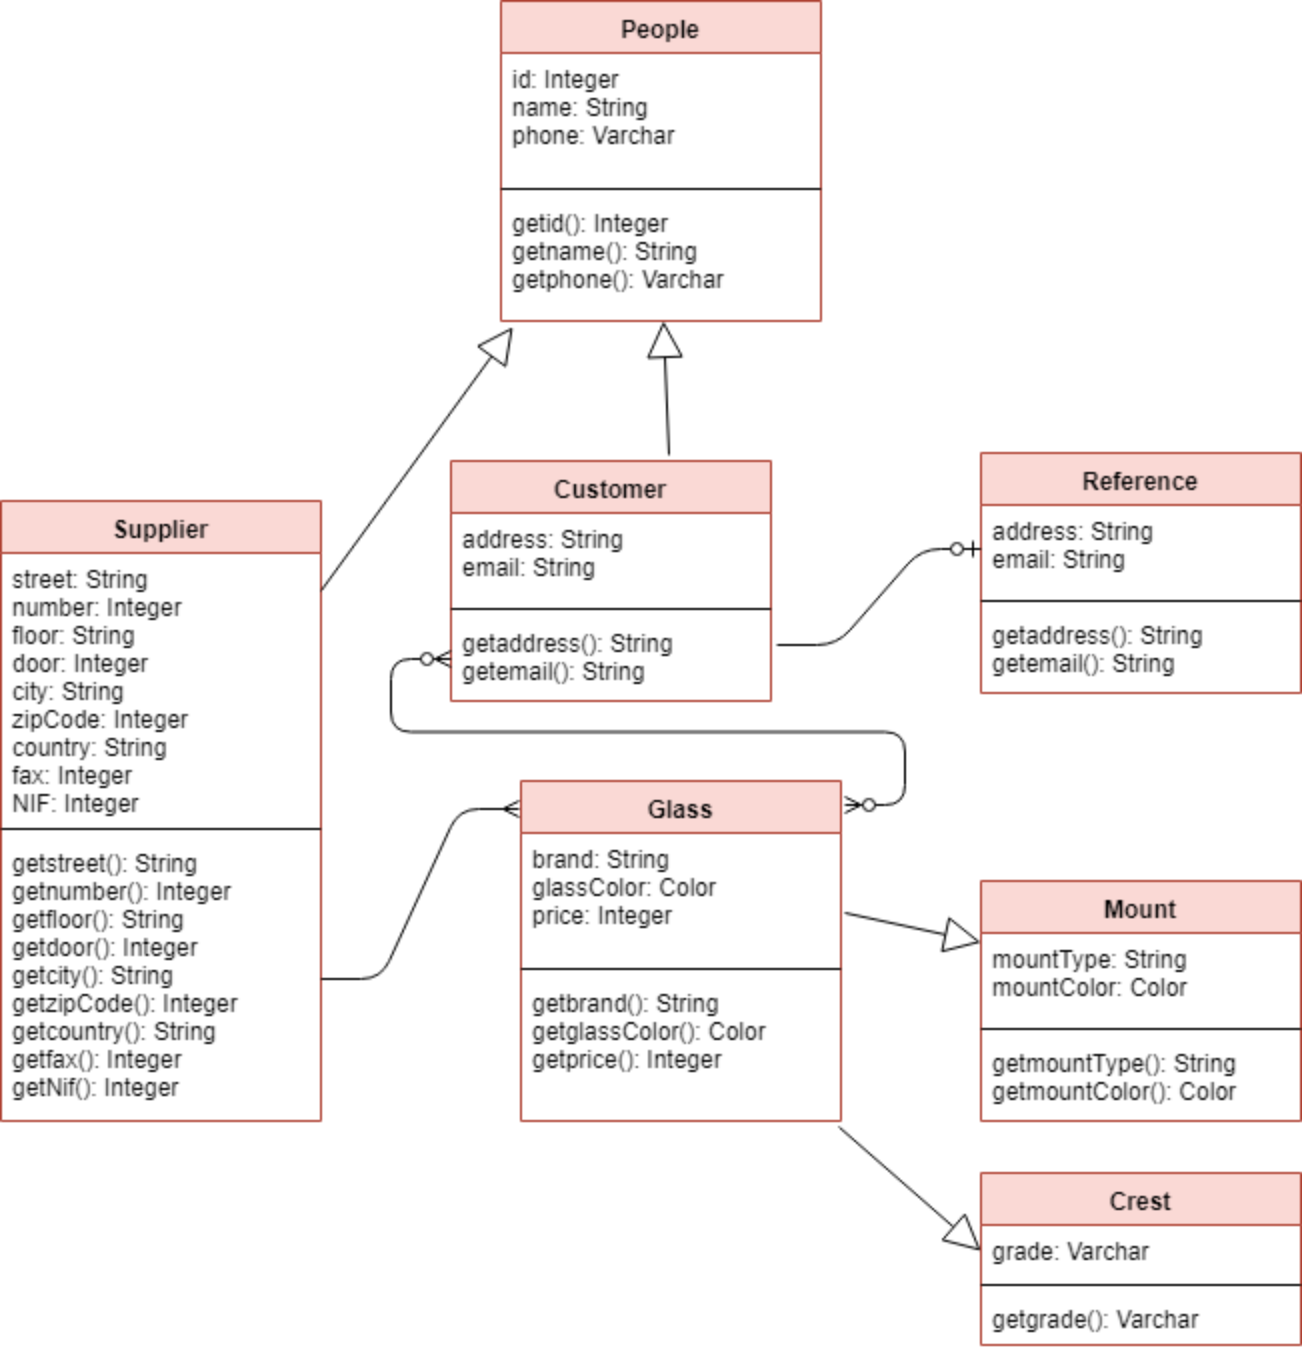 People
id: Integer
name: String
phone: Varchar
getid(): Integer
getname(): String
getphone(): Varchar
Supplier
street: String
number: Integer
floor: String
door: Integer
city: String
zipCode: Integer
country: String
fax: Integer
NIF: Integer
getstreet(): String
getnumber(): Integer
getfloor(): String
getdoor(): Integer
getcity(): String
getzipCode(): Integer
getcountry(): String
getfax(): Integer
getNif(): Integer
Customer
address: String
email: String
getaddress(): String
getemail(): String
Reference
address: String
email: String
getaddress(): String
getemail(): String
Glass
brand: String
glassColor: Color
price: Integer
getbrand(): String
getglassColor(): Color
getprice(): Integer
Mount
mountType: String
mountColor: Color
getmountType(): String
getmountColor(): Color
Crest
grade: Varchar
getgrade(): Varchar